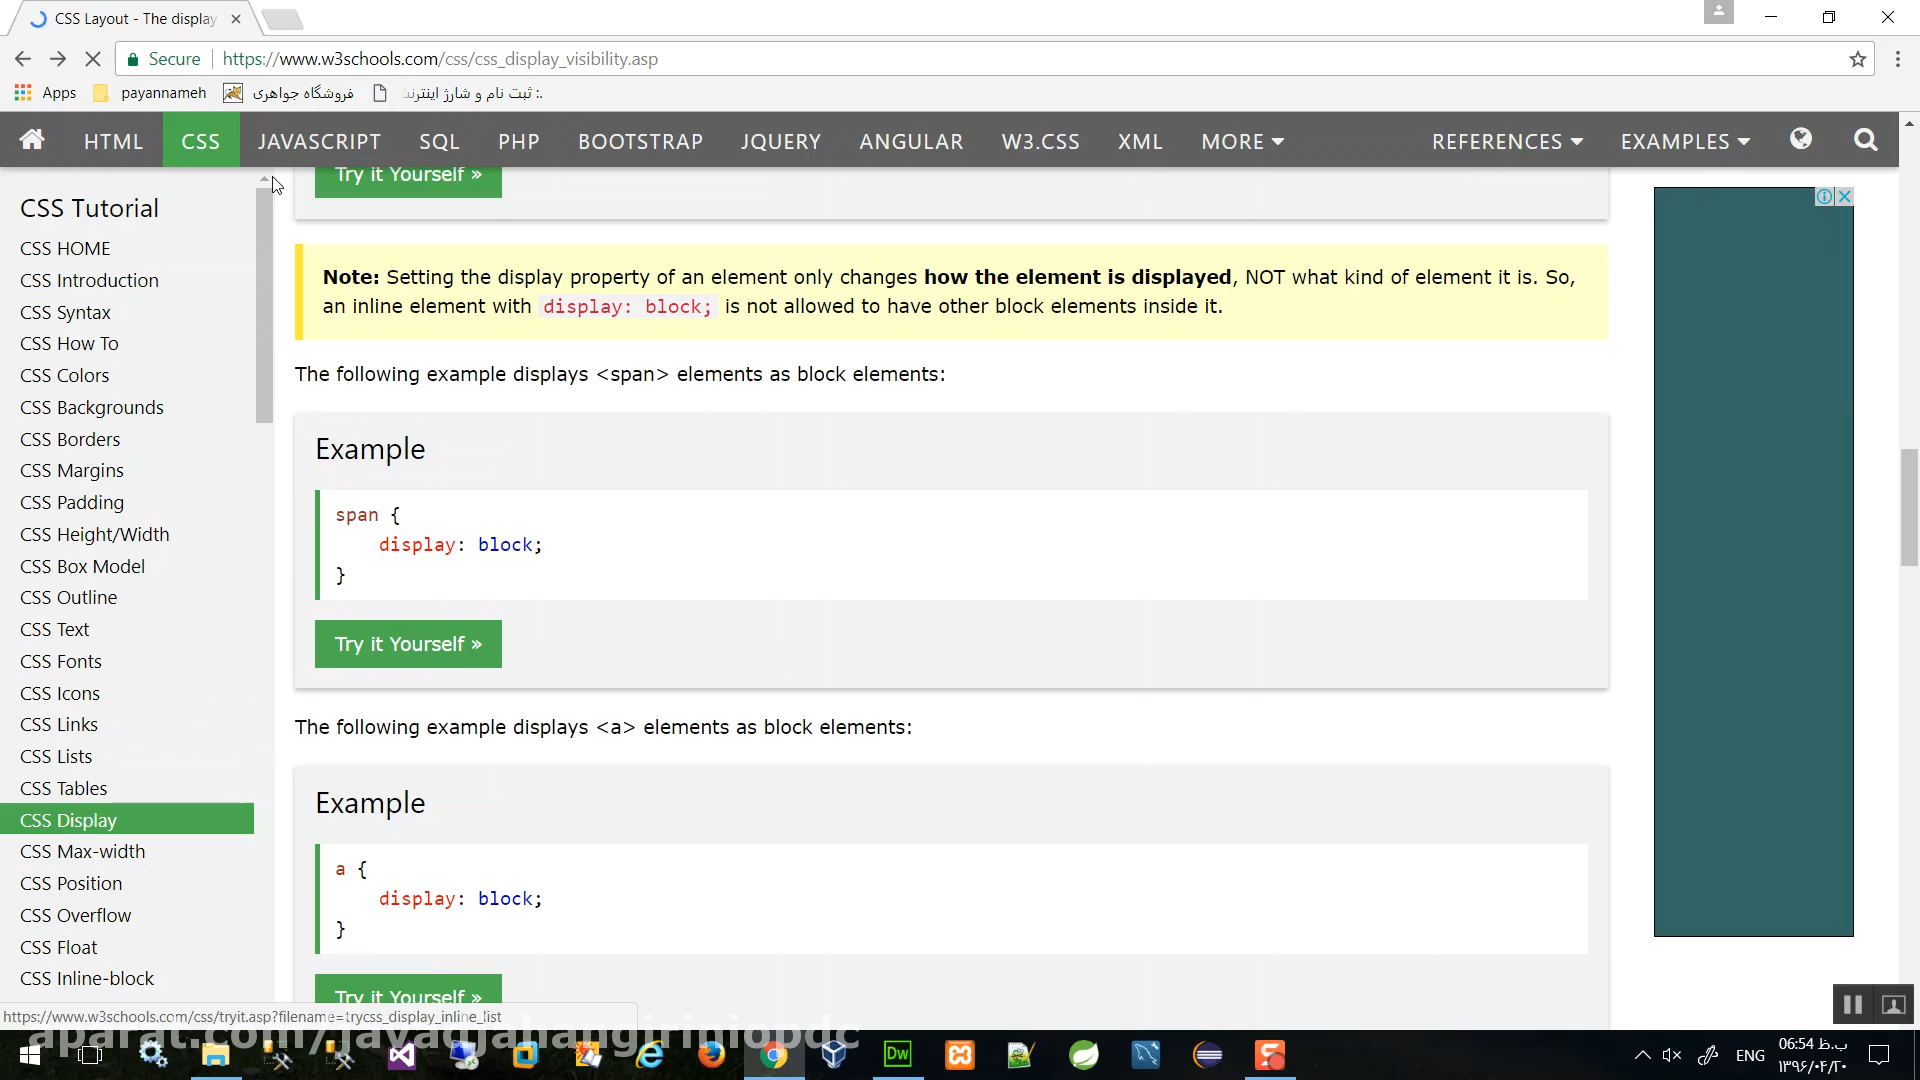 CSS Layout - The display
Secure
https://www.w3schools.com/css/css_display_visibility.asp
Apps
payannameh
فروشگاه جواهری
ثبت نام و شارژ اینترنت :.
HTML
CSS
JAVASCRIPT
SQL
PHP
BOOTSTRAP
JQUERY
ANGULAR
W3.CSS
XML
MORE
REFERENCES
EXAMPLES
CSS Tutorial
CSS HOME
CSS Introduction
CSS Syntax
CSS How To
CSS Colors
CSS Backgrounds
CSS Borders
CSS Margins
CSS Padding
CSS Height/Width
CSS Box Model
CSS Outline
CSS Text
CSS Fonts
CSS Icons
CSS Links
CSS Lists
CSS Tables
CSS Display
CSS Max-width
CSS Position
CSS Overflow
CSS Float
CSS Inline-block
Try it Yourself »
Note: Setting the display property of an element only changes how the element is displayed, NOT what kind of element it is. So,
an inline element with display: block; is not allowed to have other block elements inside it.
The following example displays <span> elements as block elements:
Example
span {
display: block;
}
Try it Yourself »
The following example displays <a> elements as block elements:
Example
a {
display: block;
}
Try it Yourself »
https://www.w3schools.com/css/tryit.asp?filename=trycss_display_inline_list
Dw
ENG
06:54 ب.ظ
۱۳۹۶/۰۴/۲۰